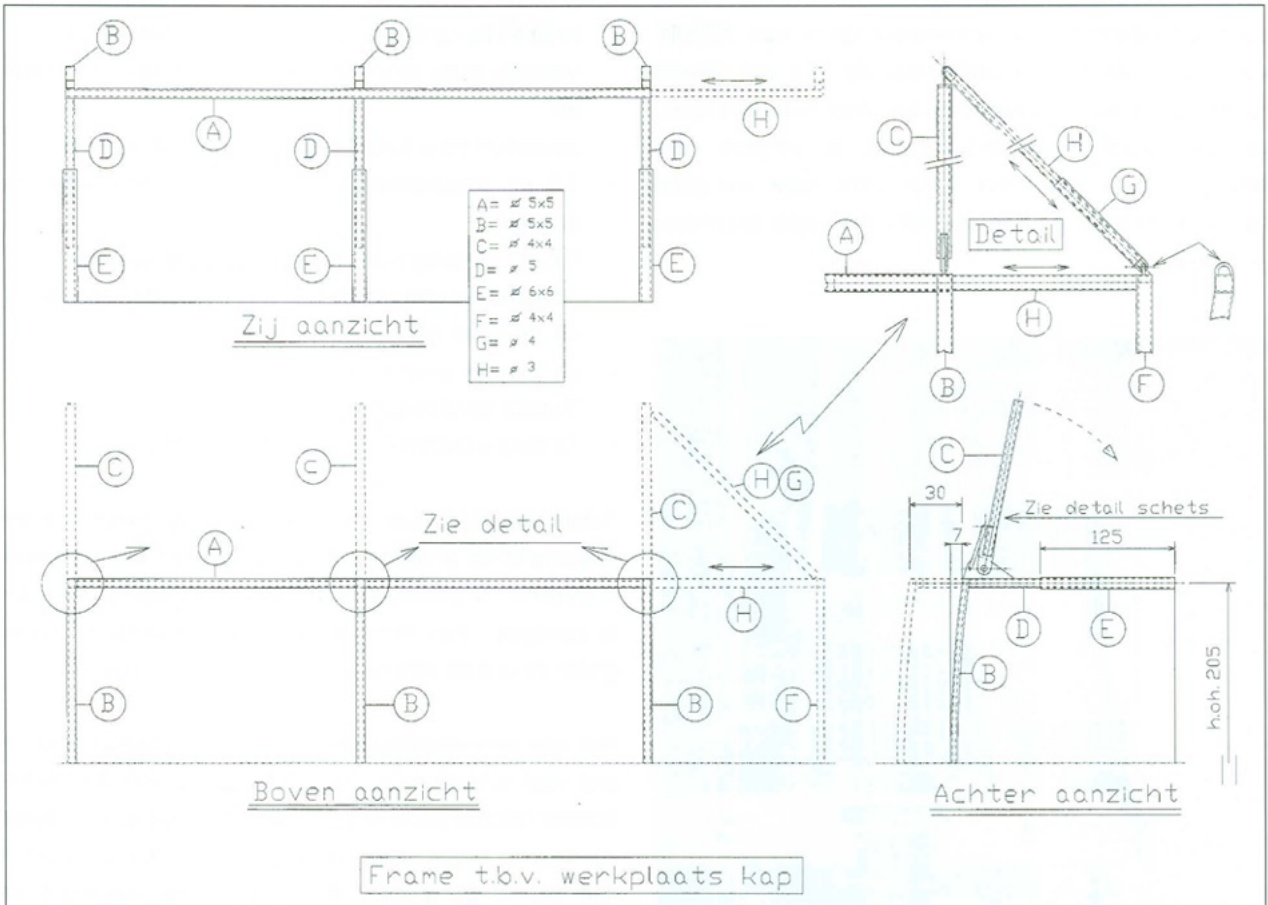 B B B
A H
D D D
E E E
A= ⌀ 5x5
B= ⌀ 5x5
C= ⌀ 4x4
D= ⌀ 5
E= ⌀ 6x6
F= ⌀ 4x4
G= ⌀ 4
H= ⌀ 3
Zij aanzicht
C H
G
A Detail
H
B F
C c C H G
Zie detail
A
H
B B B F
Boven aanzicht
C
30
Zie detail schets
7 125
D E
B
h.oh. 205
Achter aanzicht
Frame t.b.v. werkplaats kap